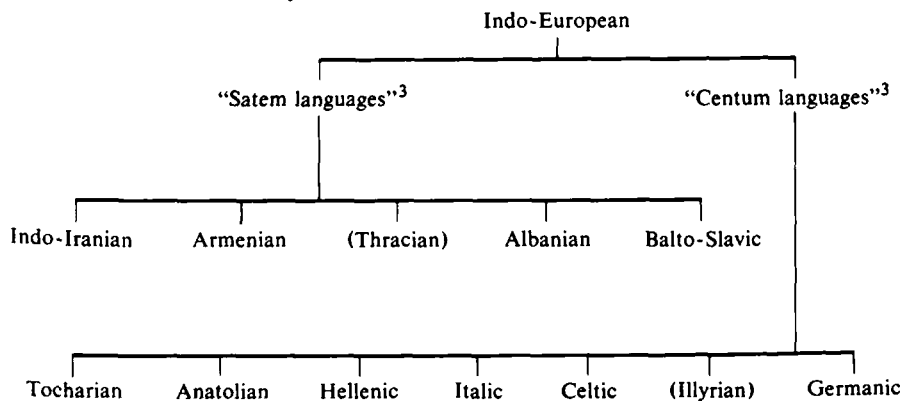 Indo-European
“Satem languages”3 “Centum languages”3
Indo-Iranian Armenian (Thracian) Albanian Balto-Slavic
Tocharian Anatolian Hellenic Italic Celtic (Illyrian) Germanic